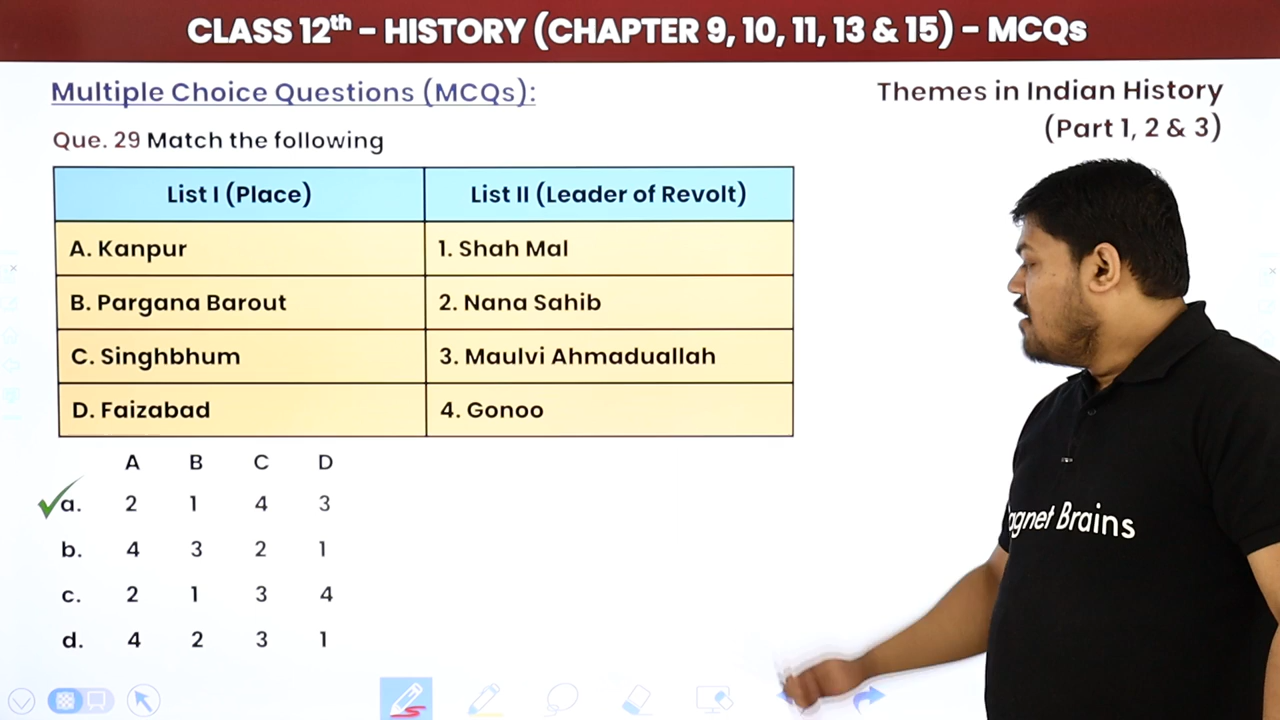 CLASS 12th - HISTORY (CHAPTER 9, 10, 11, 13 & 15) - MCQs
Multiple Choice Questions (MCQs):
Themes in Indian History
(Part 1, 2 & 3)
Que. 29 Match the following
List I (Place) List II (Leader of Revolt)
A. Kanpur 1. Shah Mal
B. Pargana Barout 2. Nana Sahib
C. Singhbhum 3. Maulvi Ahmaduallah
D. Faizabad 4. Gonoo
A B C D
a. 2 1 4 3
b. 4 3 2 1
c. 2 1 3 4
d. 4 2 3 1
agnet Brains